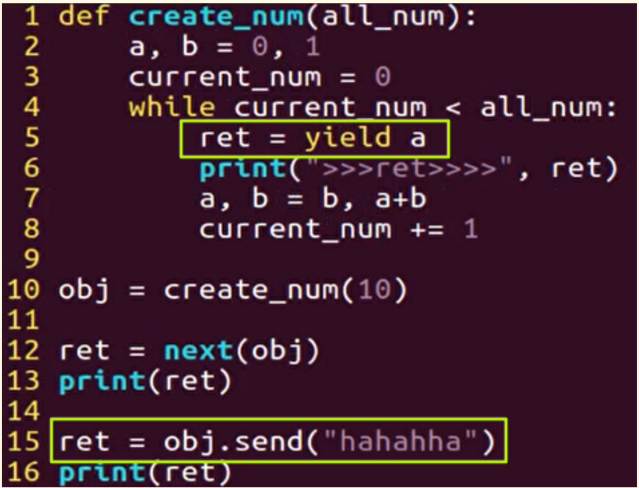 1 def create_num(all_num):
2     a, b = 0, 1
3     current_num = 0
4     while current_num < all_num:
5         ret = yield a
6         print(">>>ret>>>>", ret)
7         a, b = b, a+b
8         current_num += 1
9
10 obj = create_num(10)
11
12 ret = next(obj)
13 print(ret)
14
15 ret = obj.send("hahahha")
16 print(ret)